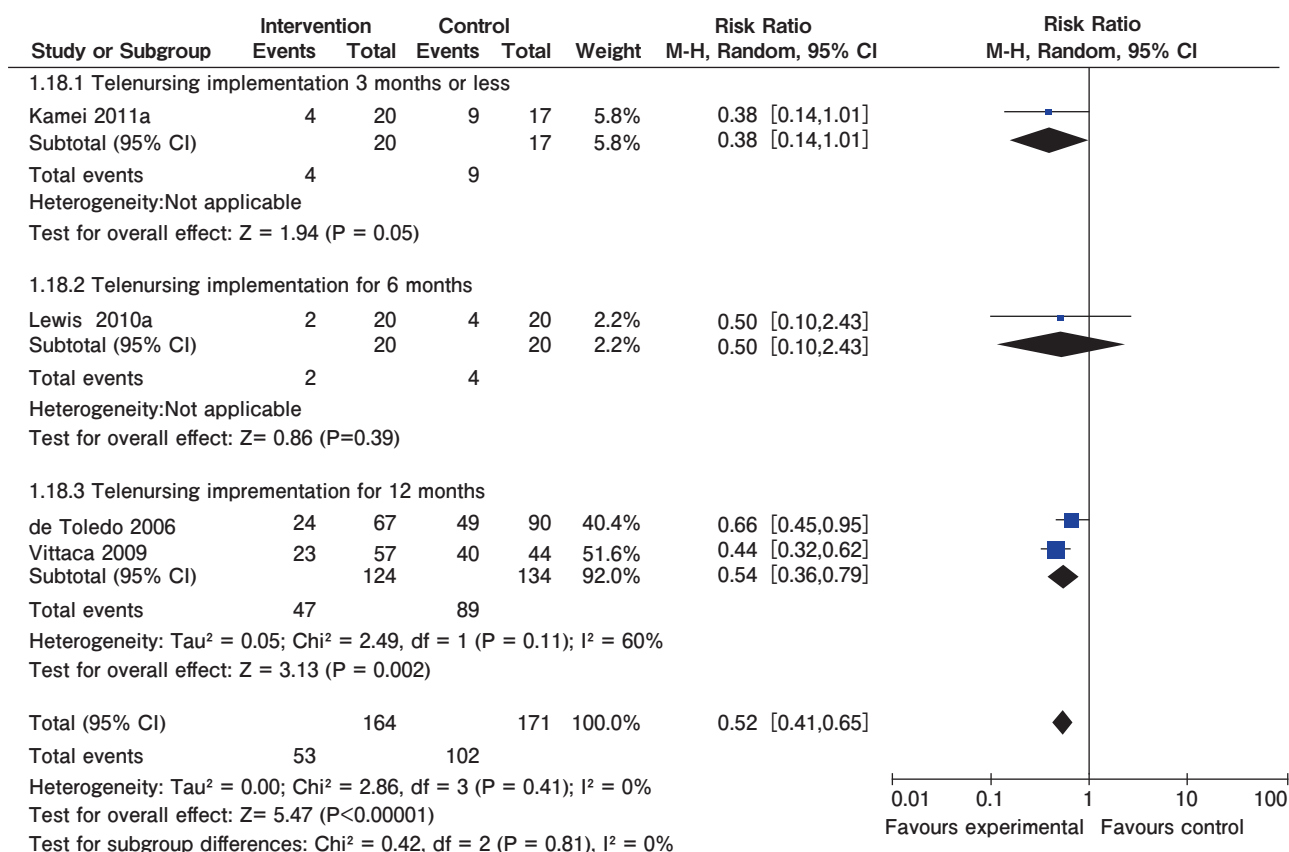 Intervention Control Risk Ratio Risk Ratio
Study or Subgroup Events Total Events Total Weight M-H, Random, 95% CI M-H, Random, 95% CI
1.18.1 Telenursing implementation 3 months or less
Kamei 2011a 4 20 9 17 5.8% 0.38 [0.14,1.01]
Subtotal (95% CI) 20 17 5.8% 0.38 [0.14,1.01]
Total events 4 9
Heterogeneity:Not applicable
Test for overall effect: Z = 1.94 (P = 0.05)
1.18.2 Telenursing implementation for 6 months
Lewis 2010a 2 20 4 20 2.2% 0.50 [0.10,2.43]
Subtotal (95% CI) 20 20 2.2% 0.50 [0.10,2.43]
Total events 2 4
Heterogeneity:Not applicable
Test for overall effect: Z= 0.86 (P=0.39)
1.18.3 Telenursing imprementation for 12 months
de Toledo 2006 24 67 49 90 40.4% 0.66 [0.45,0.95]
Vittaca 2009 23 57 40 44 51.6% 0.44 [0.32,0.62]
Subtotal (95% CI) 124 134 92.0% 0.54 [0.36,0.79]
Total events 47 89
Heterogeneity: Tau² = 0.05; Chi² = 2.49, df = 1 (P = 0.11); I² = 60%
Test for overall effect: Z = 3.13 (P = 0.002)
Total (95% CI) 164 171 100.0% 0.52 [0.41,0.65]
Total events 53 102
Heterogeneity: Tau² = 0.00; Chi² = 2.86, df = 3 (P = 0.41); I² = 0%
Test for overall effect: Z= 5.47 (P<0.00001)
Test for subgroup differences: Chi² = 0.42, df = 2 (P = 0.81), I² = 0%
0.01 0.1 1 10 100
Favours experimental Favours control